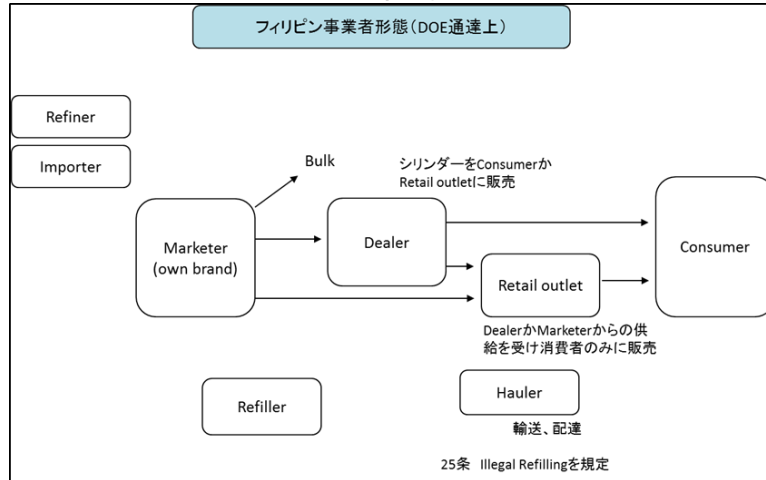 フィリピン事業者形態(DOE通達上)
Refiner
Importer
Bulk
シリンダーをConsumerか
Retail outletに販売
Marketer
(own brand)
Dealer
Consumer
Retail outlet
DealerかMarketerからの供
給を受け消費者のみに販売
Refiller
Hauler
輸送、配達
25条 Illegal Refillingを規定